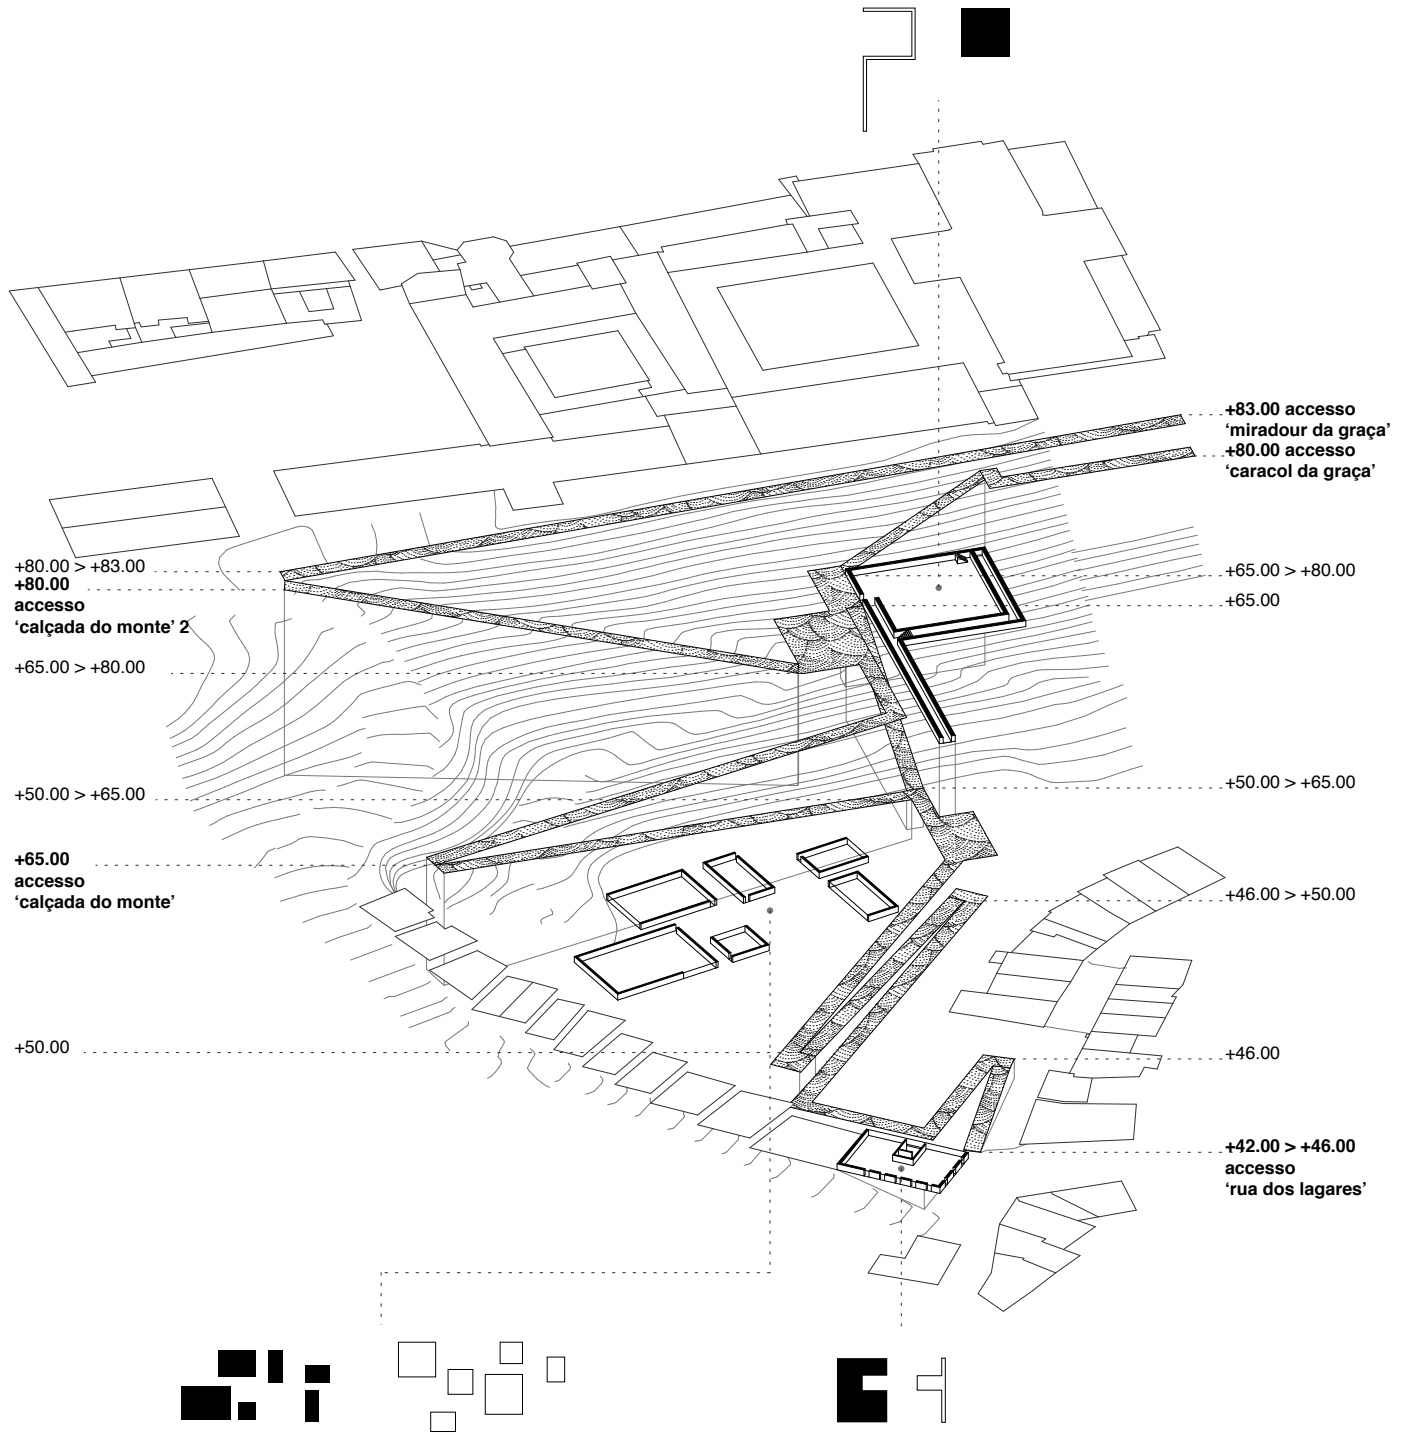 +83.00 accesso
‘miradour da graça’
+80.00 accesso
‘caracol da graça’
+80.00 > +83.00
+80.00
accesso
‘calçada do monte’ 2
+65.00 > +80.00
+65.00
+65.00 > +80.00
+50.00 > +65.00
+50.00 > +65.00
+65.00
accesso
‘calçada do monte’
+46.00 > +50.00
+50.00
+46.00
+42.00 > +46.00
accesso
‘rua dos lagares’